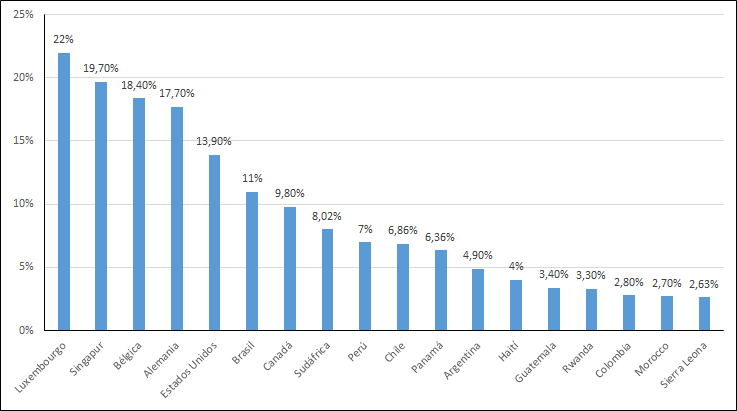 25%
20%
15%
10%
5%
0%
22%
19,70%
18,40%
17,70%
13,90%
11%
9,80%
8,02%
7%
6,86%
6,36%
4,90%
4%
3,40%
3,30%
2,80%
2,70%
2,63%
Luxembourgo
Singapur
Bélgica
Alemania
Estados Unidos
Brasil
Canadá
Sudáfrica
Perú
Chile
Panamá
Argentina
Haití
Guatemala
Rwanda
Colombia
Morocco
Sierra Leona